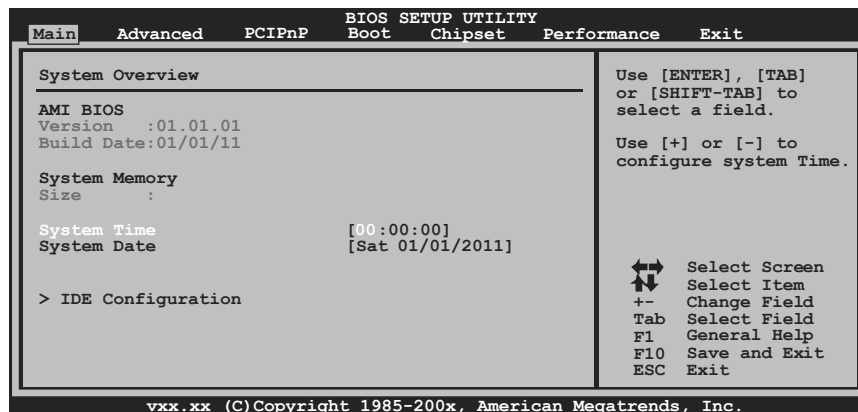 BIOS SETUP UTILITY
Main Advanced PCIPnP Boot Chipset Performance Exit
System Overview
AMI BIOS
Version :01.01.01
Build Date:01/01/11
System Memory
Size :
System Time [00:00:00]
System Date [Sat 01/01/2011]
> IDE Configuration
Use [ENTER], [TAB]
or [SHIFT-TAB] to
select a field.
Use [+] or [-] to
configure system Time.
Select Screen
Select Item
+- Change Field
Tab Select Field
F1 General Help
F10 Save and Exit
ESC Exit
vxx.xx (C)Copyright 1985-200x, American Megatrends, Inc.